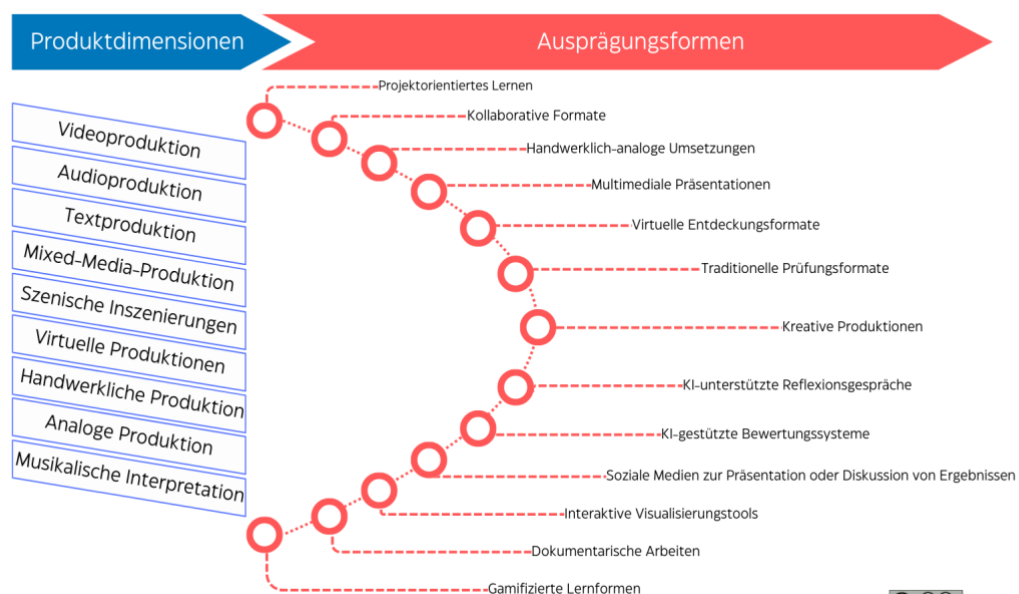 Produktdimensionen
Ausprägungsformen
Videoproduktion
Audioproduktion
Textproduktion
Mixed-Media-Produktion
Szenische Inszenierungen
Virtuelle Produktionen
Handwerkliche Produktion
Analoge Produktion
Musikalische Interpretation
Projektorientiertes Lernen
Kollaborative Formate
Handwerklich-analoge Umsetzungen
Multimediale Präsentationen
Virtuelle Entdeckungsformate
Traditionelle Prüfungsformate
Kreative Produktionen
KI-unterstützte Reflexionsgespräche
KI-gestützte Bewertungssysteme
Soziale Medien zur Präsentation oder Diskussion von Ergebnissen
Interaktive Visualisierungstools
Dokumentarische Arbeiten
Gamifizierte Lernformen